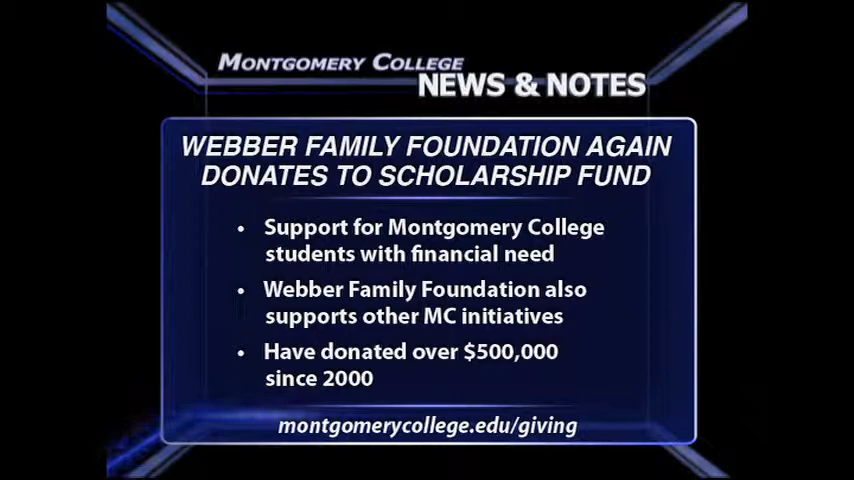 MONTGOMERY COLLEGE
NEWS & NOTES
WEBBER FAMILY FOUNDATION AGAIN
DONATES TO SCHOLARSHIP FUND
• Support for Montgomery College
students with financial need
• Webber Family Foundation also
supports other MC initiatives
• Have donated over $500,000
since 2000
montgomerycollege.edu/giving